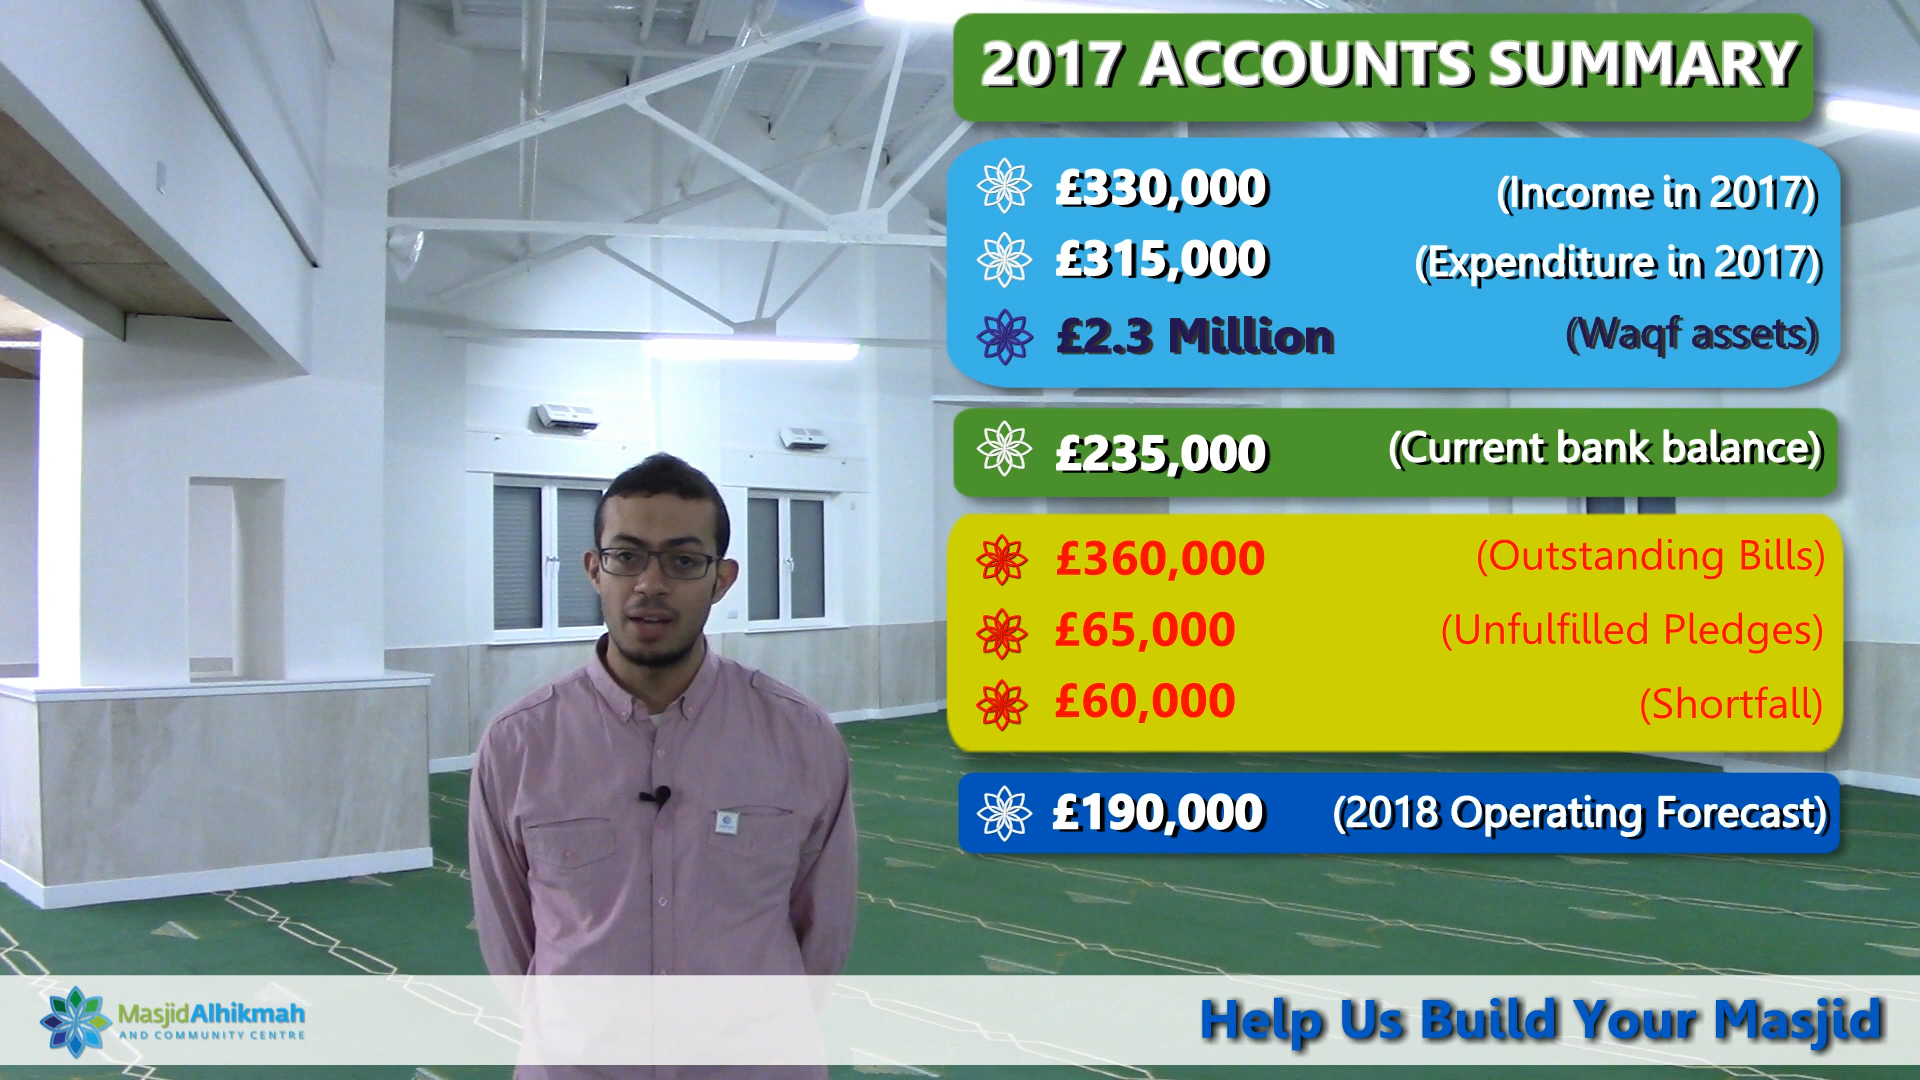 2017 ACCOUNTS SUMMARY
£330,000 (Income in 2017)
£315,000 (Expenditure in 2017)
£2.3 Million (Waqf assets)
£235,000 (Current bank balance)
£360,000 (Outstanding Bills)
£65,000 (Unfulfilled Pledges)
£60,000 (Shortfall)
£190,000 (2018 Operating Forecast)
MasjidAlhikmah
AND COMMUNITY CENTRE
Help Us Build Your Masjid